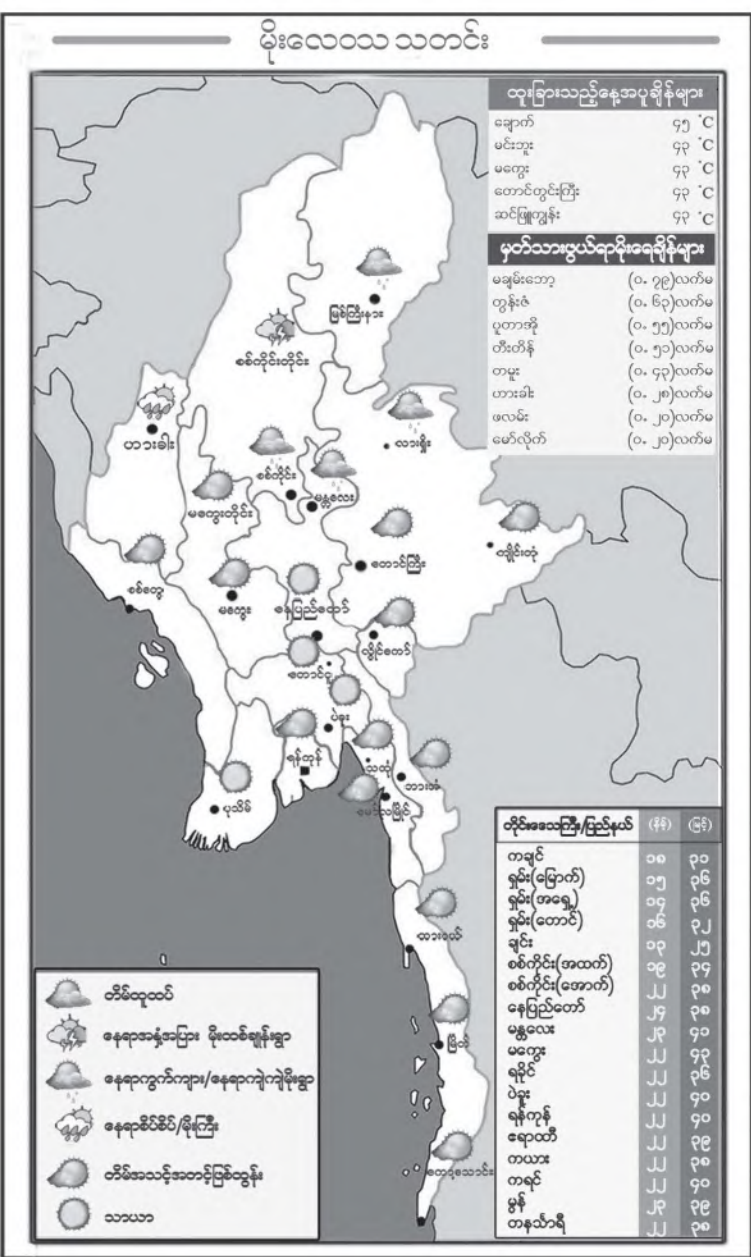 မိုးလေဝသ သတင်း
ထူးခြားသည့်နေ့အပူချိန်များ
ချောက် ၄၅ °C
မင်းဘူး ၄၃ °C
မကွေး ၄၃ °C
တောင်တွင်းကြီး ၄၃ °C
ဆင်ဖြူကျွန်း ၄၃ °C
မှတ်သားဖွယ်ရာမိုးရေချိန်များ
မချမ်းဘော့ (၀. ၇၉)လက်မ
တွန်းဇံ (၀. ၆၃)လက်မ
ပူတာအို (၀. ၅၅)လက်မ
တီးတိန် (၀. ၅၁)လက်မ
တမူး (၀. ၄၃)လက်မ
ဟားခါး (၀. ၂၈)လက်မ
ဖလမ်း (၀. ၂၀)လက်မ
မော်လိုက် (၀. ၂၀)လက်မ
မြစ်ကြီးနား
စစ်ကိုင်းတိုင်း
ဟားခါး
လားရှိုး
စစ်ကိုင်း
မန္တလေး
မကွေးတိုင်း
ကျိုင်းတုံ
တောင်ကြီး
စစ်တွေ
မကွေး
နေပြည်တော်
လွိုင်ကော်
တောင်ငူ
ပဲခူး
ရန်ကုန်
သထုံ
ဘားအံ
ပုသိမ်
မော်လမြိုင်
ထားဝယ်
မြိတ်
ကော့သောင်း
တိုင်းဒေသကြီး/ပြည်နယ် (နိမ့်) (မြင့်)
ကချင် ၁၈ ၃၁
ရှမ်း(မြောက်) ၁၅ ၃၆
ရှမ်း(အရှေ့) ၁၄ ၃၆
ရှမ်း(တောင်) ၁၆ ၃၂
ချင်း ၁၃ ၂၅
စစ်ကိုင်း(အထက်) ၁၉ ၃၄
စစ်ကိုင်း(အောက်) ၂၂ ၃၈
နေပြည်တော် ၂၄ ၃၈
မန္တလေး ၂၃ ၄၁
မကွေး ၂၂ ၄၃
ရခိုင် ၂၂ ၃၆
ပဲခူး ၂၂ ၄၀
ရန်ကုန် ၂၂ ၄၀
ဧရာဝတီ ၂၂ ၃၉
ကယား ၂၂ ၃၈
ကရင် ၂၂ ၄၀
မွန် ၂၃ ၃၉
တနင်္သာရီ ၂၂ ၃၈
တိမ်ထူထပ်
နေရာအနှံ့အပြား မိုးထစ်ချုန်းရွာ
နေရာကွက်ကျား/နေရာကျဲကျဲမိုးရွာ
နေရာစိပ်စိပ်/မိုးကြီး
တိမ်အသင့်အတင့်ဖြစ်ထွန်း
သာယာ